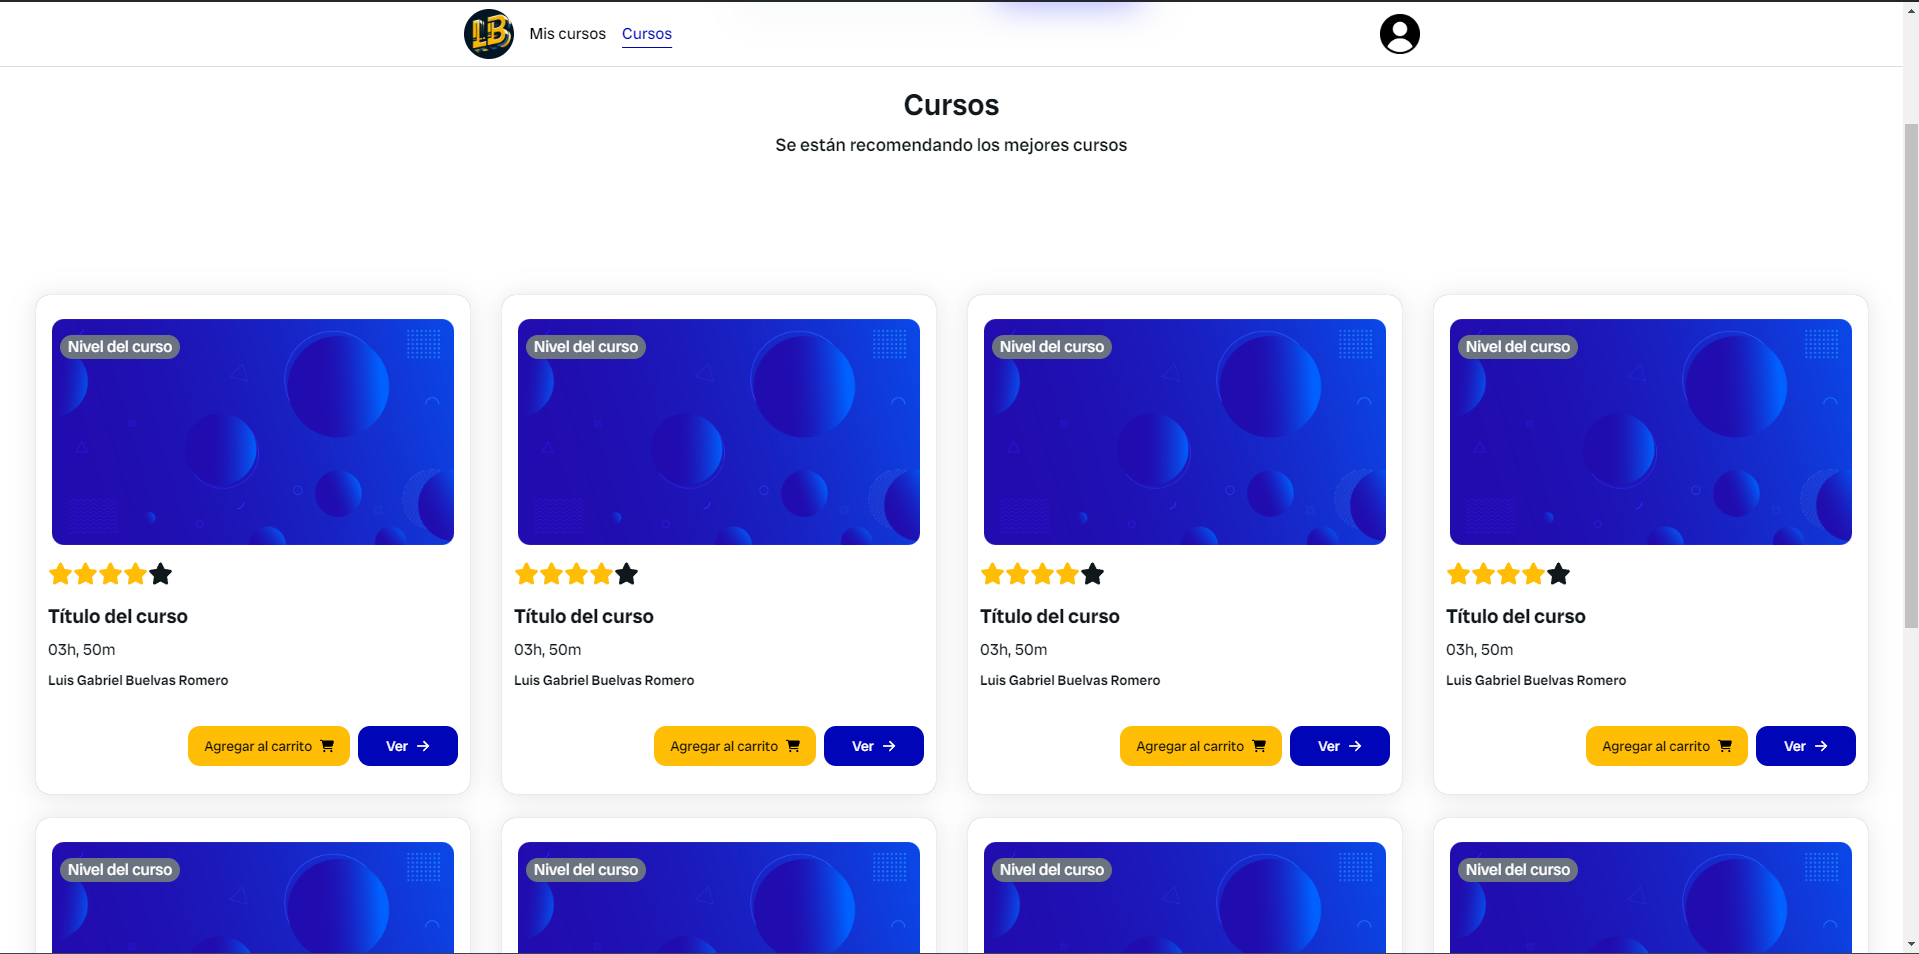 LB
Mis cursos
Cursos
Cursos
Se están recomendando los mejores cursos
Nivel del curso
Título del curso
03h, 50m
Luis Gabriel Buelvas Romero
Agregar al carrito
Ver
Nivel del curso
Título del curso
03h, 50m
Luis Gabriel Buelvas Romero
Agregar al carrito
Ver
Nivel del curso
Título del curso
03h, 50m
Luis Gabriel Buelvas Romero
Agregar al carrito
Ver
Nivel del curso
Título del curso
03h, 50m
Luis Gabriel Buelvas Romero
Agregar al carrito
Ver
Nivel del curso
Nivel del curso
Nivel del curso
Nivel del curso